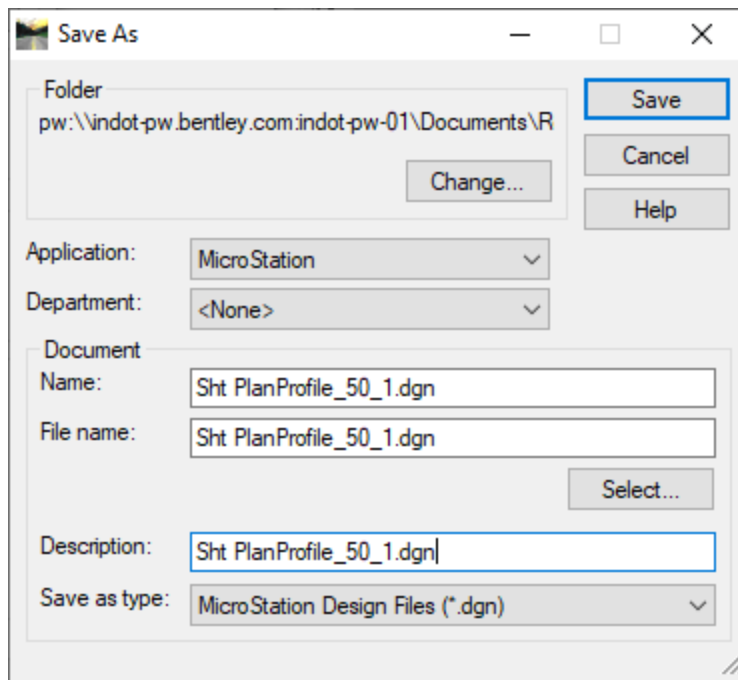 Save As
Folder
pw:\\indot-pw.bentley.com:indot-pw-01\Documents\R
Change...
Save
Cancel
Help
Application:
MicroStation
Department:
<None>
Document
Name:
Sht PlanProfile_50_1.dgn
File name:
Sht PlanProfile_50_1.dgn
Select...
Description:
Sht PlanProfile_50_1.dgn
Save as type:
MicroStation Design Files (*.dgn)